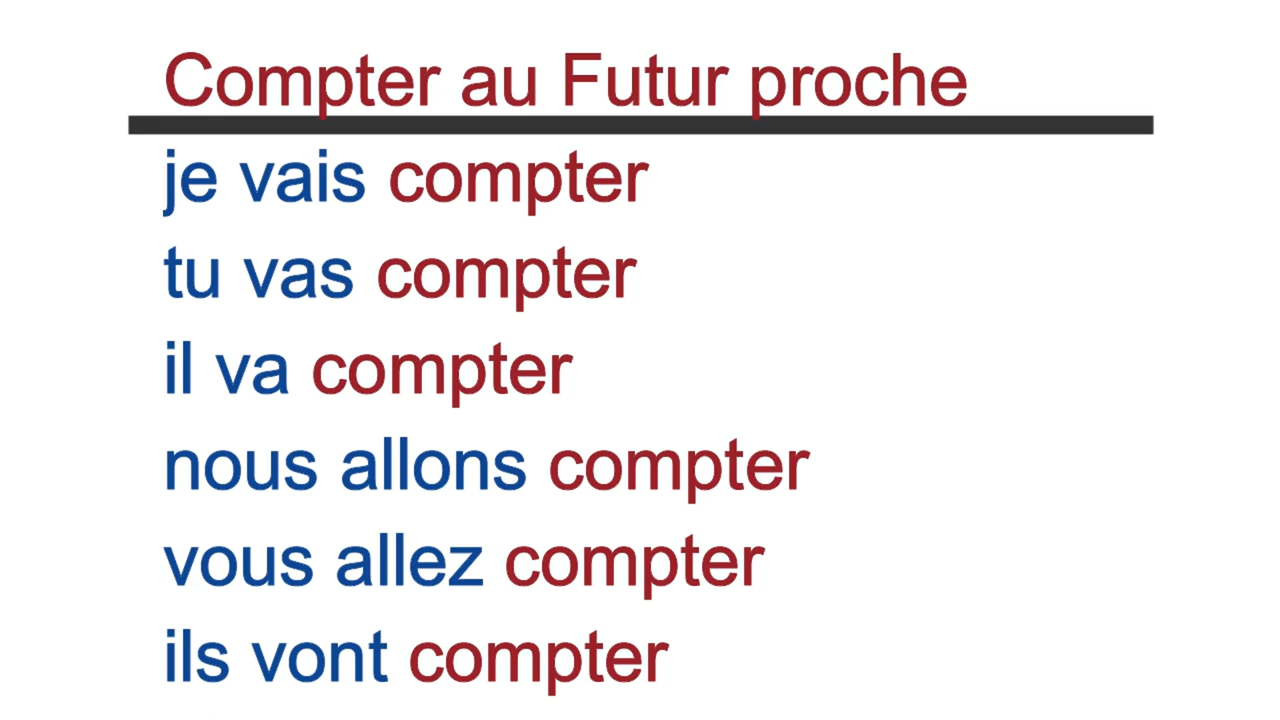 Compter au Futur proche
je vais compter
tu vas compter
il va compter
nous allons compter
vous allez compter
ils vont compter